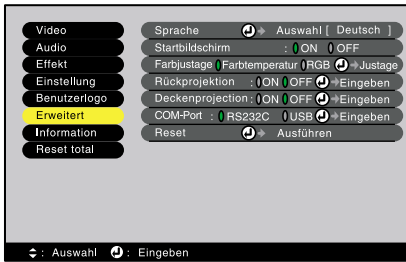 Video
Audio
Effekt
Einstellung
Benutzerlogo
Erweitert
Information
Reset total
Sprache Auswahl [ Deutsch ]
Startbildschirm : ON OFF
Farbjustage Farbtemperatur RGB Justage
Rückprojektion : ON OFF Eingeben
Deckenprojection : ON OFF Eingeben
COM-Port : RS232C USB Eingeben
Reset Ausführen
: Auswahl : Eingeben